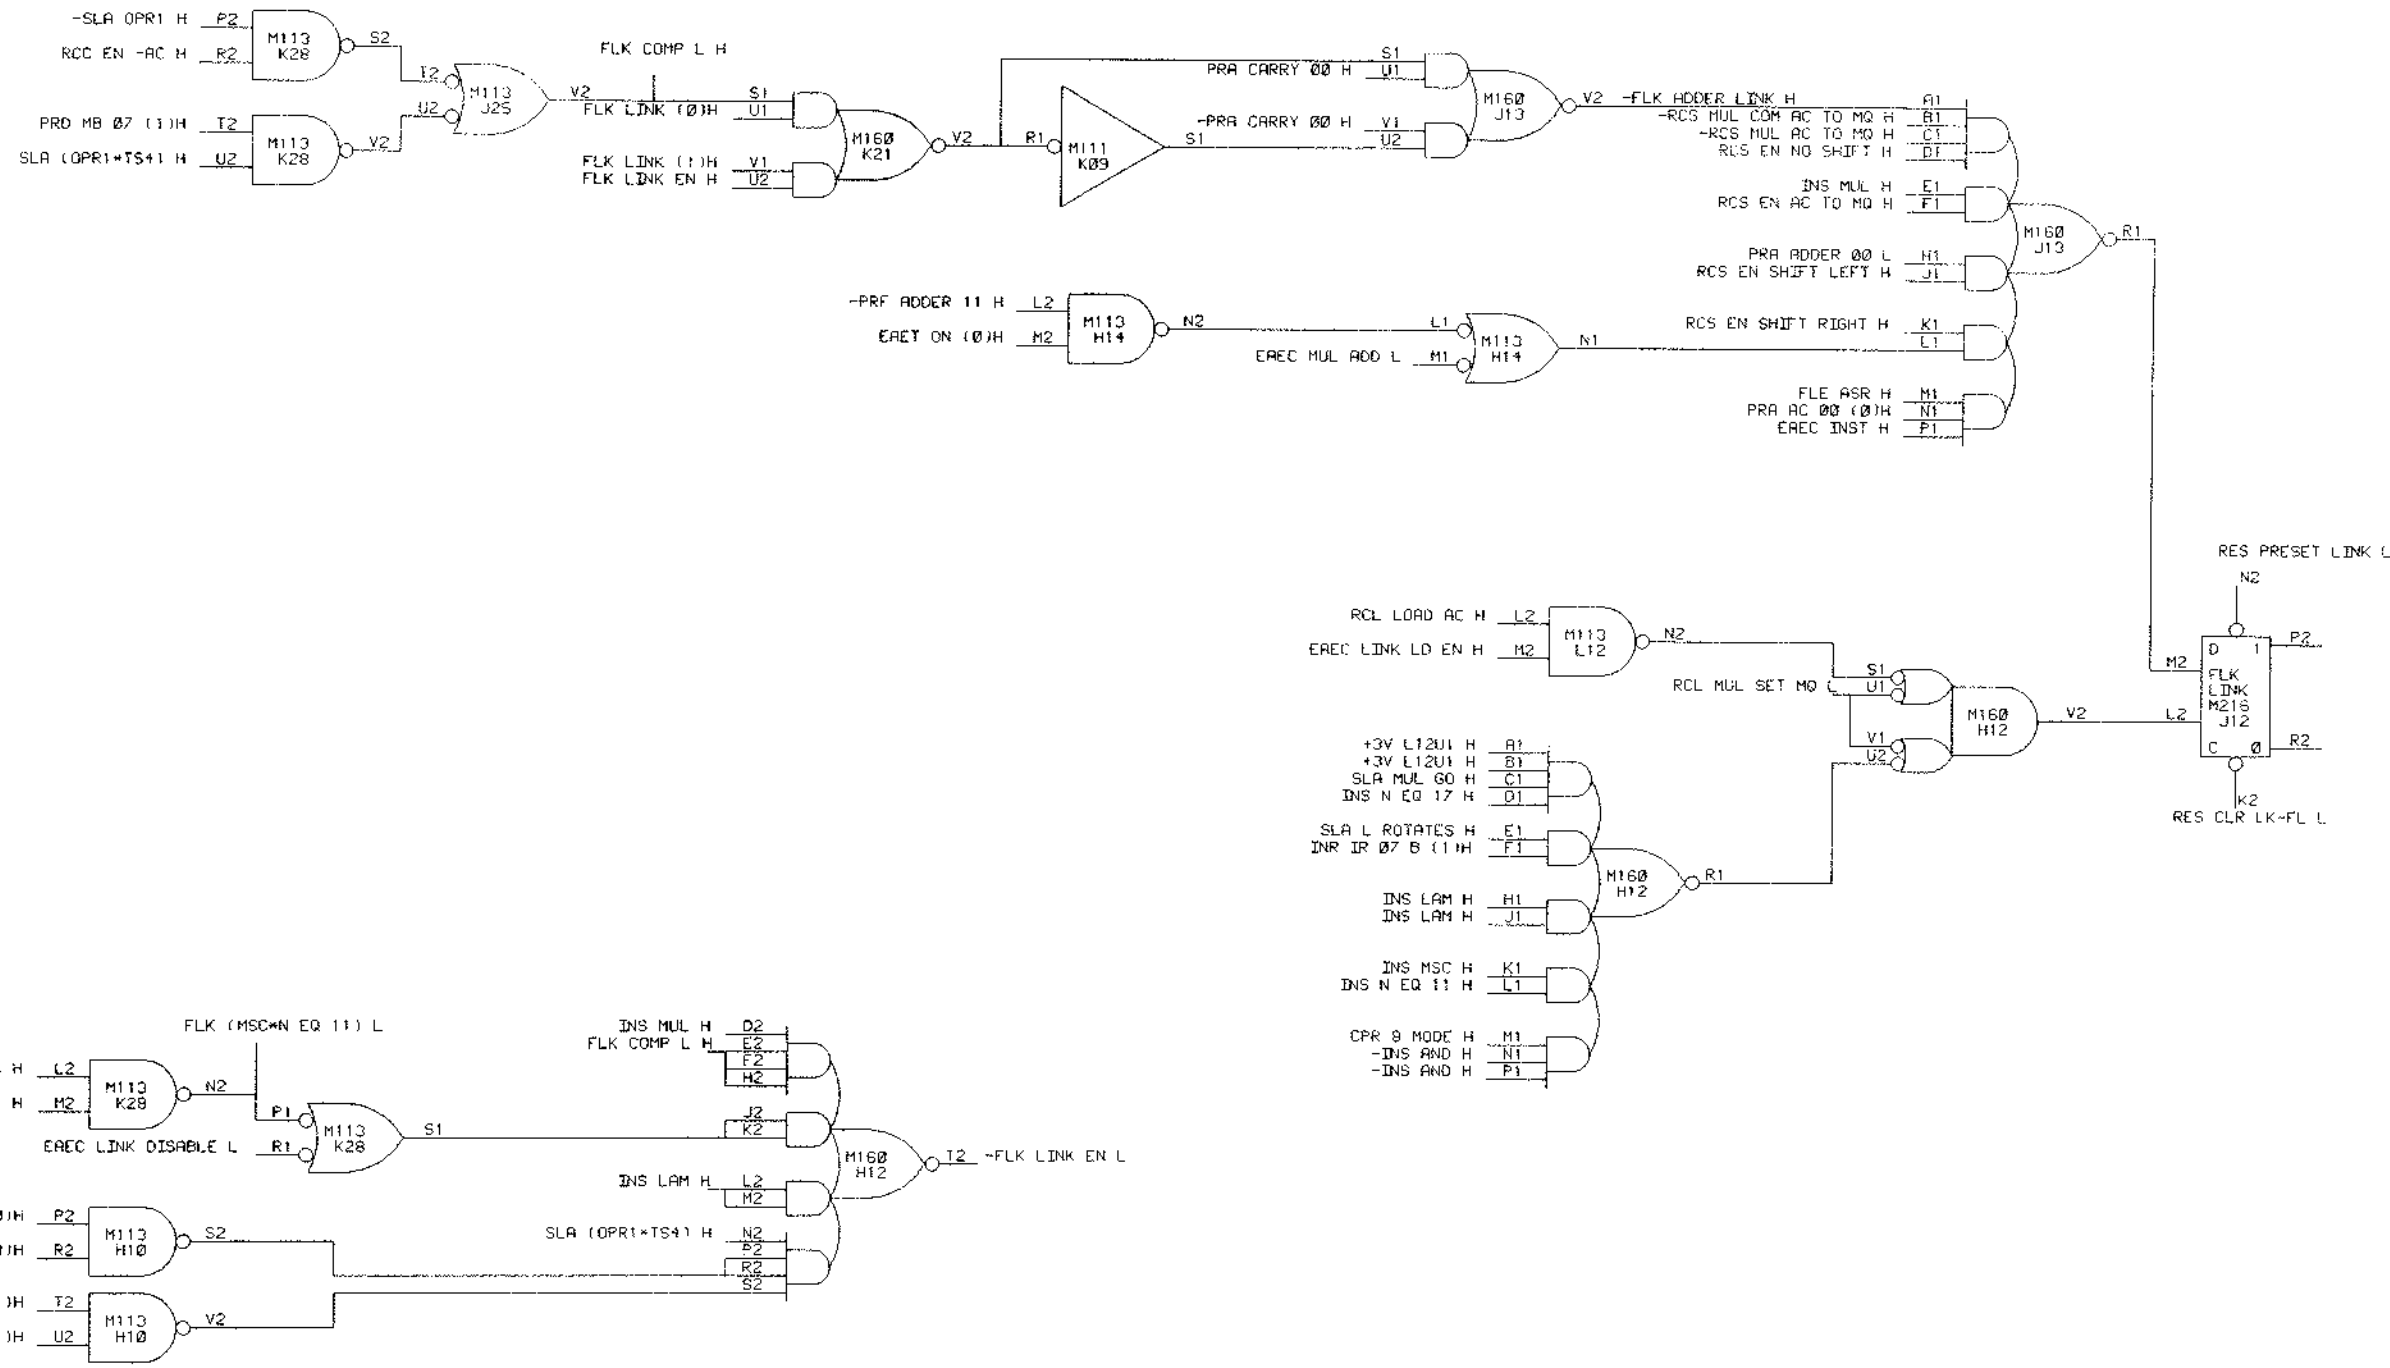 -SLA OPR1 H P2
RCC EN -AC H R2
M113
K28
S2
PRD MB 07 (1)H T2
SLA (OPR1*TS4) H U2
M113
K28
V2
T2
U2
M113
J25
V2
FLK COMP L H
S1
FLK LINK (0)H U1
FLK LINK (1)H V1
FLK LINK EN H U2
M160
K21
V2
R1
M111
K09
S1
S1
PRA CARRY 00 H U1
-PRA CARRY 00 H V1
U2
M160
J13
V2
-FLK ADDER LINK H A1
-RCS MUL COM AC TO MQ H B1
-RCS MUL AC TO MQ H C1
RCS EN NO SHIFT H D1
INS MUL H E1
RCS EN AC TO MQ H F1
PRA ADDER 00 L H1
RCS EN SHIFT LEFT H J1
RCS EN SHIFT RIGHT H K1
L1
FLE ASR H M1
PRA AC 00 (0)H N1
EAEC INST H P1
M160
J13
R1
-PRF ADDER 11 H L2
EAET ON (0)H M2
M113
H14
N2
L1
EAEC MUL ADD L M1
M113
H14
N1
RES PRESET LINK L
N2
RCL LOAD AC H L2
EAEC LINK LD EN H M2
M113
L12
N2
S1
RCL MUL SET MQ L U1
V1
U2
M160
H12
V2
M2
L2
D 1
FLK
LINK
M216
J12
C 0
P2
R2
K2
RES CLR LK-FL L
+3V L12U1 H A1
+3V L12U1 H B1
SLA MUL GO H C1
INS N EQ 17 H D1
SLA L ROTATES H E1
INR IR 07 B (1)H F1
INS LAM H H1
INS LAM H J1
INS MSC H K1
INS N EQ 11 H L1
CPR 9 MODE H M1
-INS AND H N1
-INS AND H P1
M160
H12
R1
FLK (MSC*N EQ 11) L
H L2
H M2
M113
K28
N2
P1
EAEC LINK DISABLE L R1
M113
K28
S1
)H P2
)H R2
M113
H10
S2
)H T2
)H U2
M113
H10
V2
INS MUL H D2
FLK COMP L H E2
F2
H2
J2
K2
INS LAM H L2
M2
SLA (OPR1*TS4) H N2
P2
R2
S2
M160
H12
T2 -FLK LINK EN L